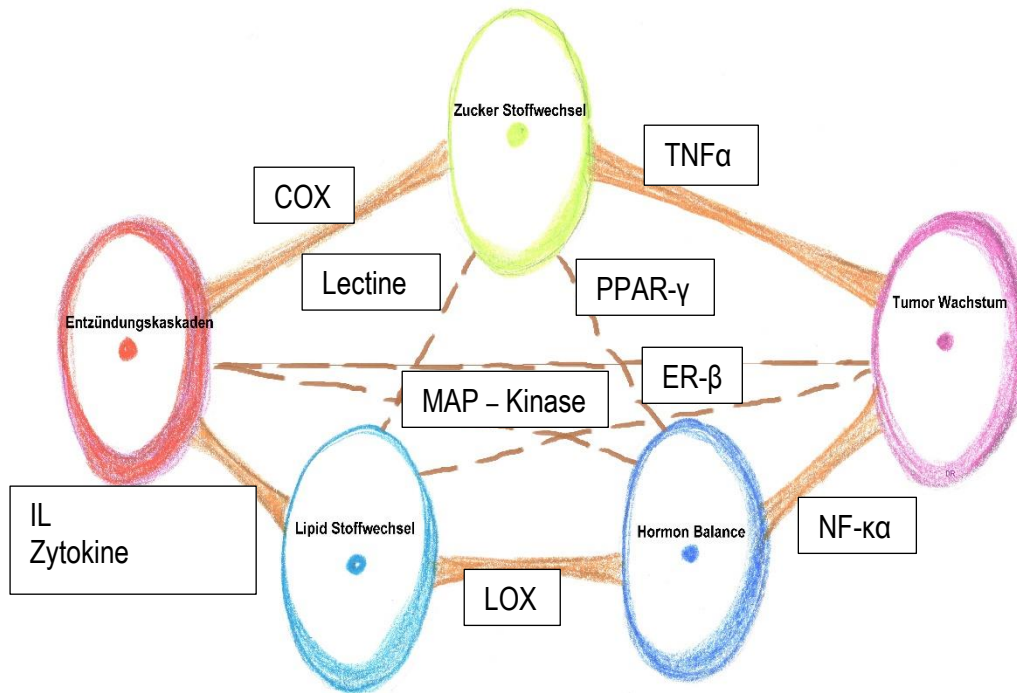 Zucker Stoffwechsel
TNFα
COX
Lectine
PPAR-γ
Entzündungskaskaden
Tumor Wachstum
ER-β
MAP – Kinase
IL
Zytokine
Lipid Stoffwechsel
Hormon Balance
NF-κα
LOX